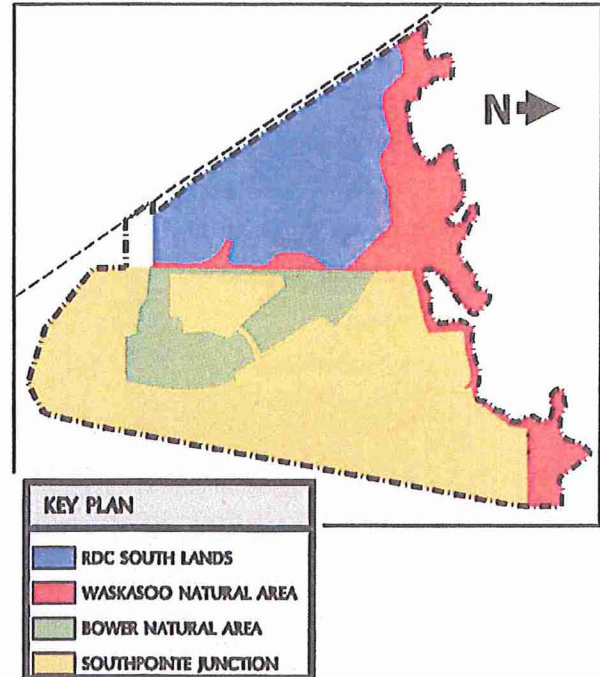 N
KEY PLAN
RDC SOUTH LANDS
WASKASOO NATURAL AREA
BOWER NATURAL AREA
SOUTHPOINTE JUNCTION